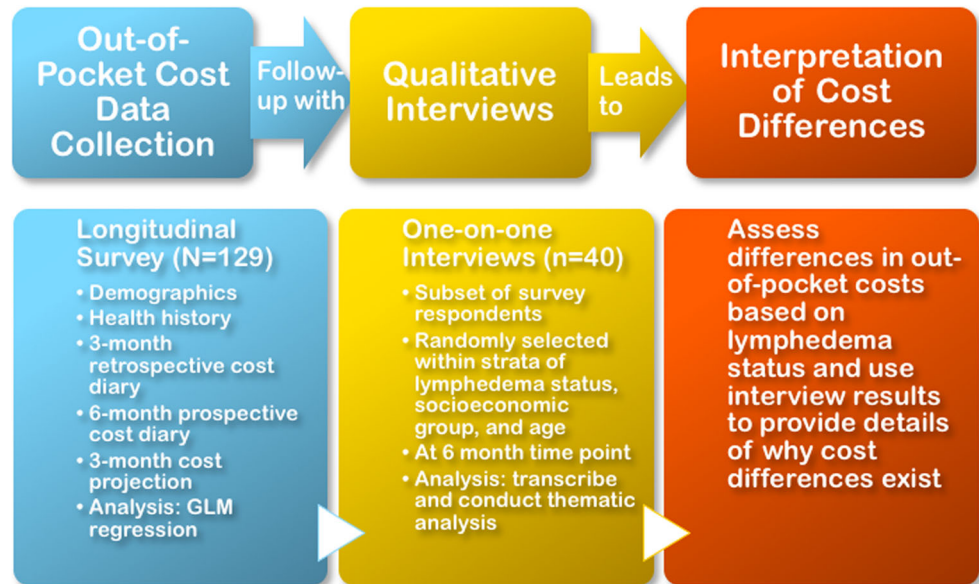 Out-of-
Pocket Cost
Data
Collection
Follow-
up with
Qualitative
Interviews
Leads
to
Interpretation
of Cost
Differences
Longitudinal
Survey (N=129)
• Demographics
• Health history
• 3-month
retrospective cost
diary
• 6-month prospective
cost diary
• 3-month cost
projection
• Analysis: GLM
regression
One-on-one
Interviews (n=40)
• Subset of survey
respondents
• Randomly selected
within strata of
lymphedema status,
socioeconomic
group, and age
• At 6 month time point
• Analysis: transcribe
and conduct thematic
analysis
Assess
differences in out-
of-pocket costs
based on
lymphedema
status and use
interview results
to provide details
of why cost
differences exist